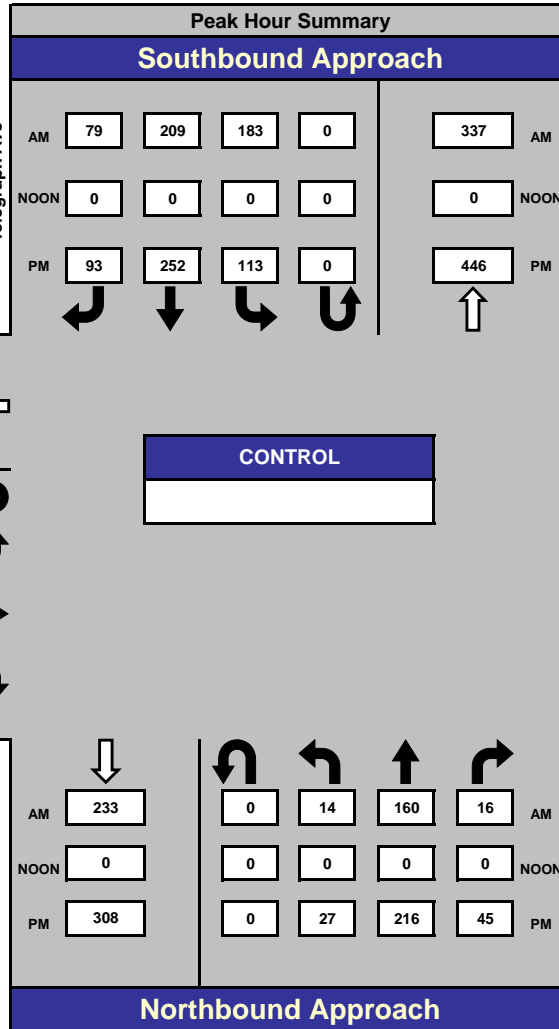 Peak Hour Summary
Southbound Approach
AM 79 209 183 0 337 AM
NOON 0 0 0 0 0 NOON
PM 93 252 113 0 446 PM
CONTROL
AM 233 0 14 160 16 AM
NOON 0 0 0 0 0 NOON
PM 308 0 27 216 45 PM
Northbound Approach